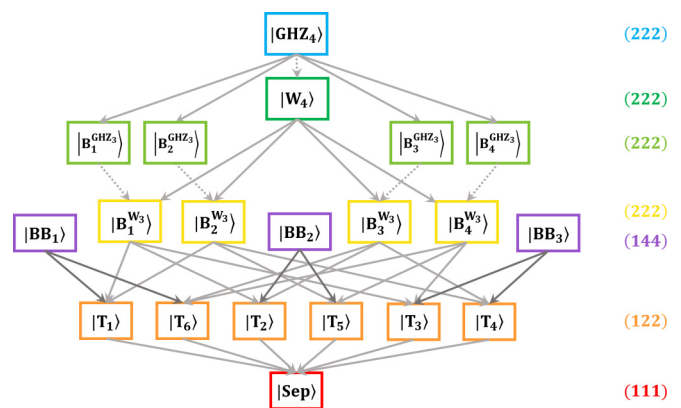 |GHZ₄⟩ (222)
|W₄⟩ (222)
|B₁^GHZ₃⟩ |B₂^GHZ₃⟩ |B₃^GHZ₃⟩ |B₄^GHZ₃⟩ (222)
|B₁^W₃⟩ |B₂^W₃⟩ |B₃^W₃⟩ |B₄^W₃⟩ (222)
|BB₁⟩ |BB₂⟩ |BB₃⟩ (144)
|T₁⟩ |T₆⟩ |T₂⟩ |T₅⟩ |T₃⟩ |T₄⟩ (122)
|Sep⟩ (111)